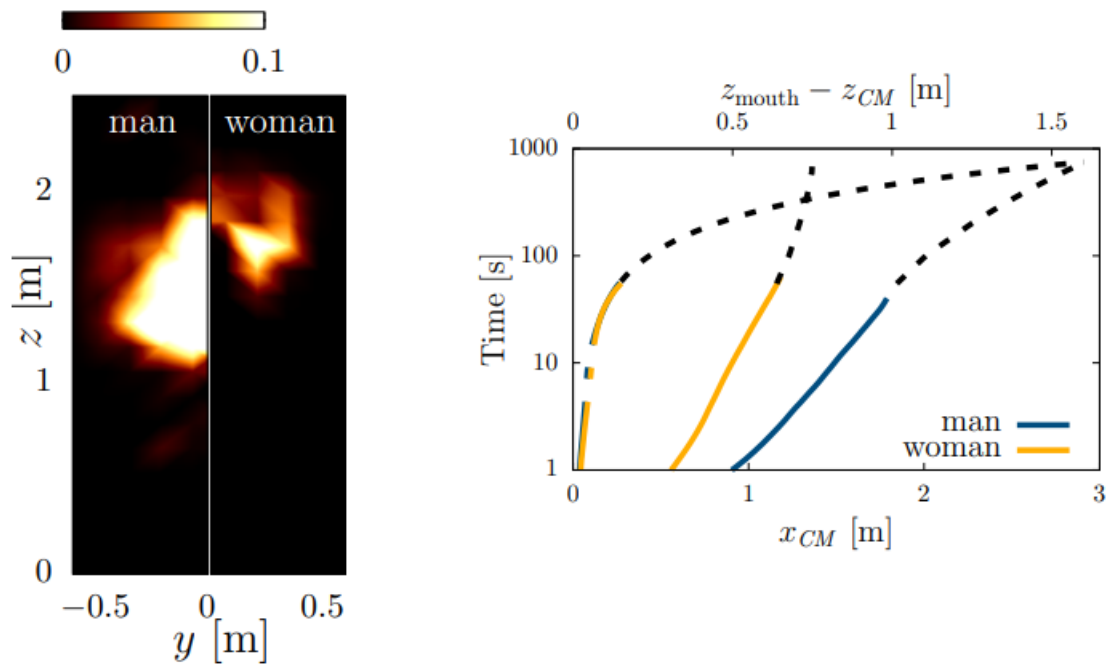 0 0.1
man woman
2
1
0
z [m]
−0.5 0 0.5
y [m]
z_mouth − z_CM [m]
0 0.5 1 1.5
1000
100
10
1
Time [s]
man
woman
0 1 2 3
x_CM [m]